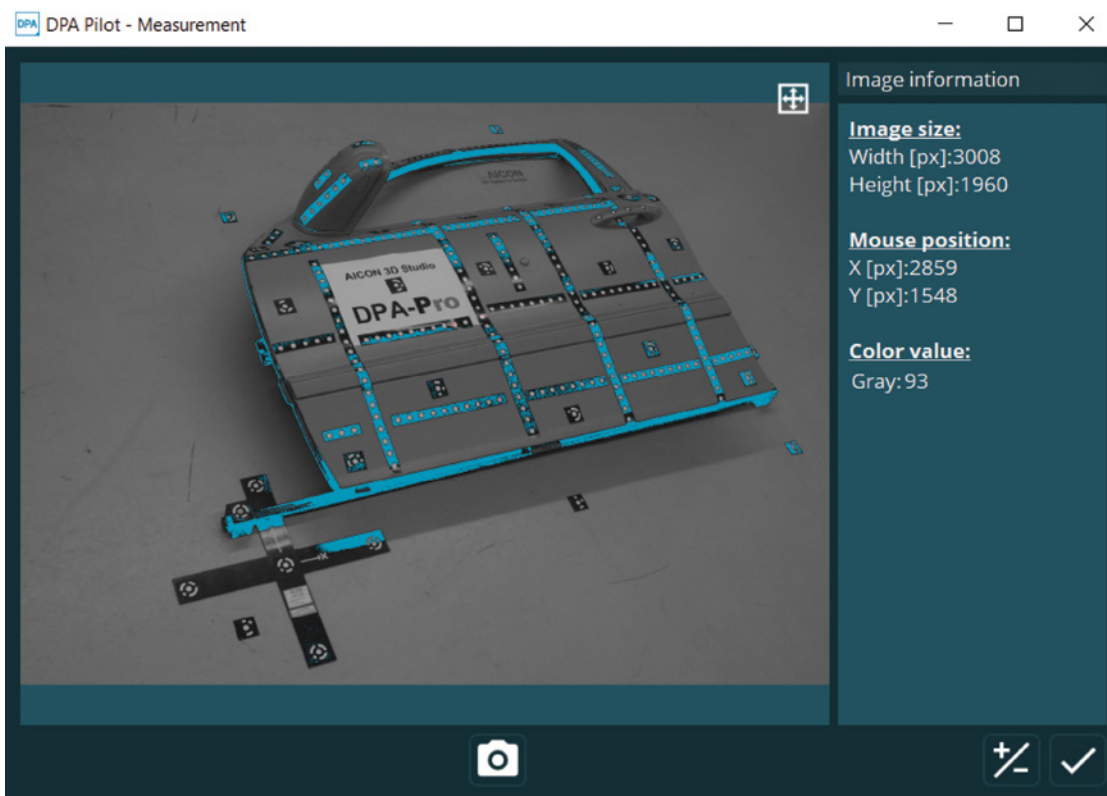 DPA DPA Pilot - Measurement
Image information
Image size:
Width [px]:3008
Height [px]:1960
Mouse position:
X [px]:2859
Y [px]:1548
Color value:
Gray: 93
AICON
AICON 3D Studio
DPA-Pro
X
+/-